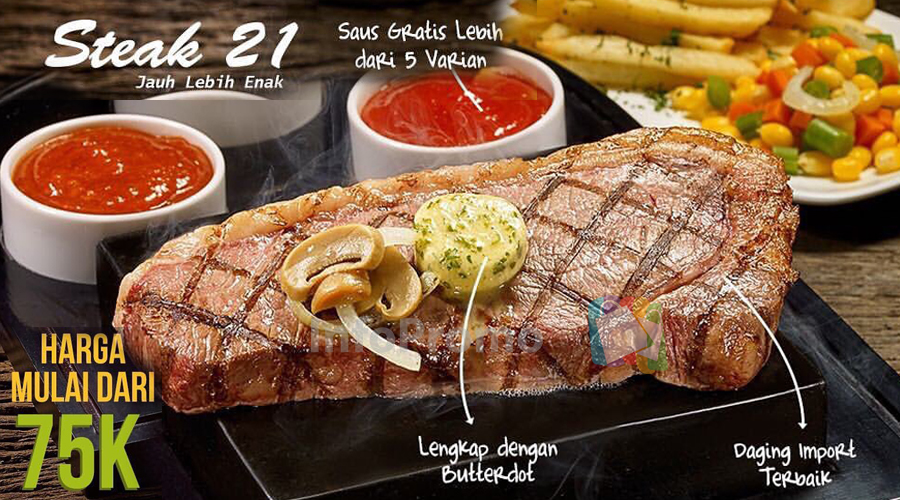 Steak 21
Jauh Lebih Enak
Saus Gratis Lebih
dari 5 Varian
InfoPromo
HARGA
MULAI DARI
75K
Lengkap dengan
Butterdot
Daging Import
Terbaik